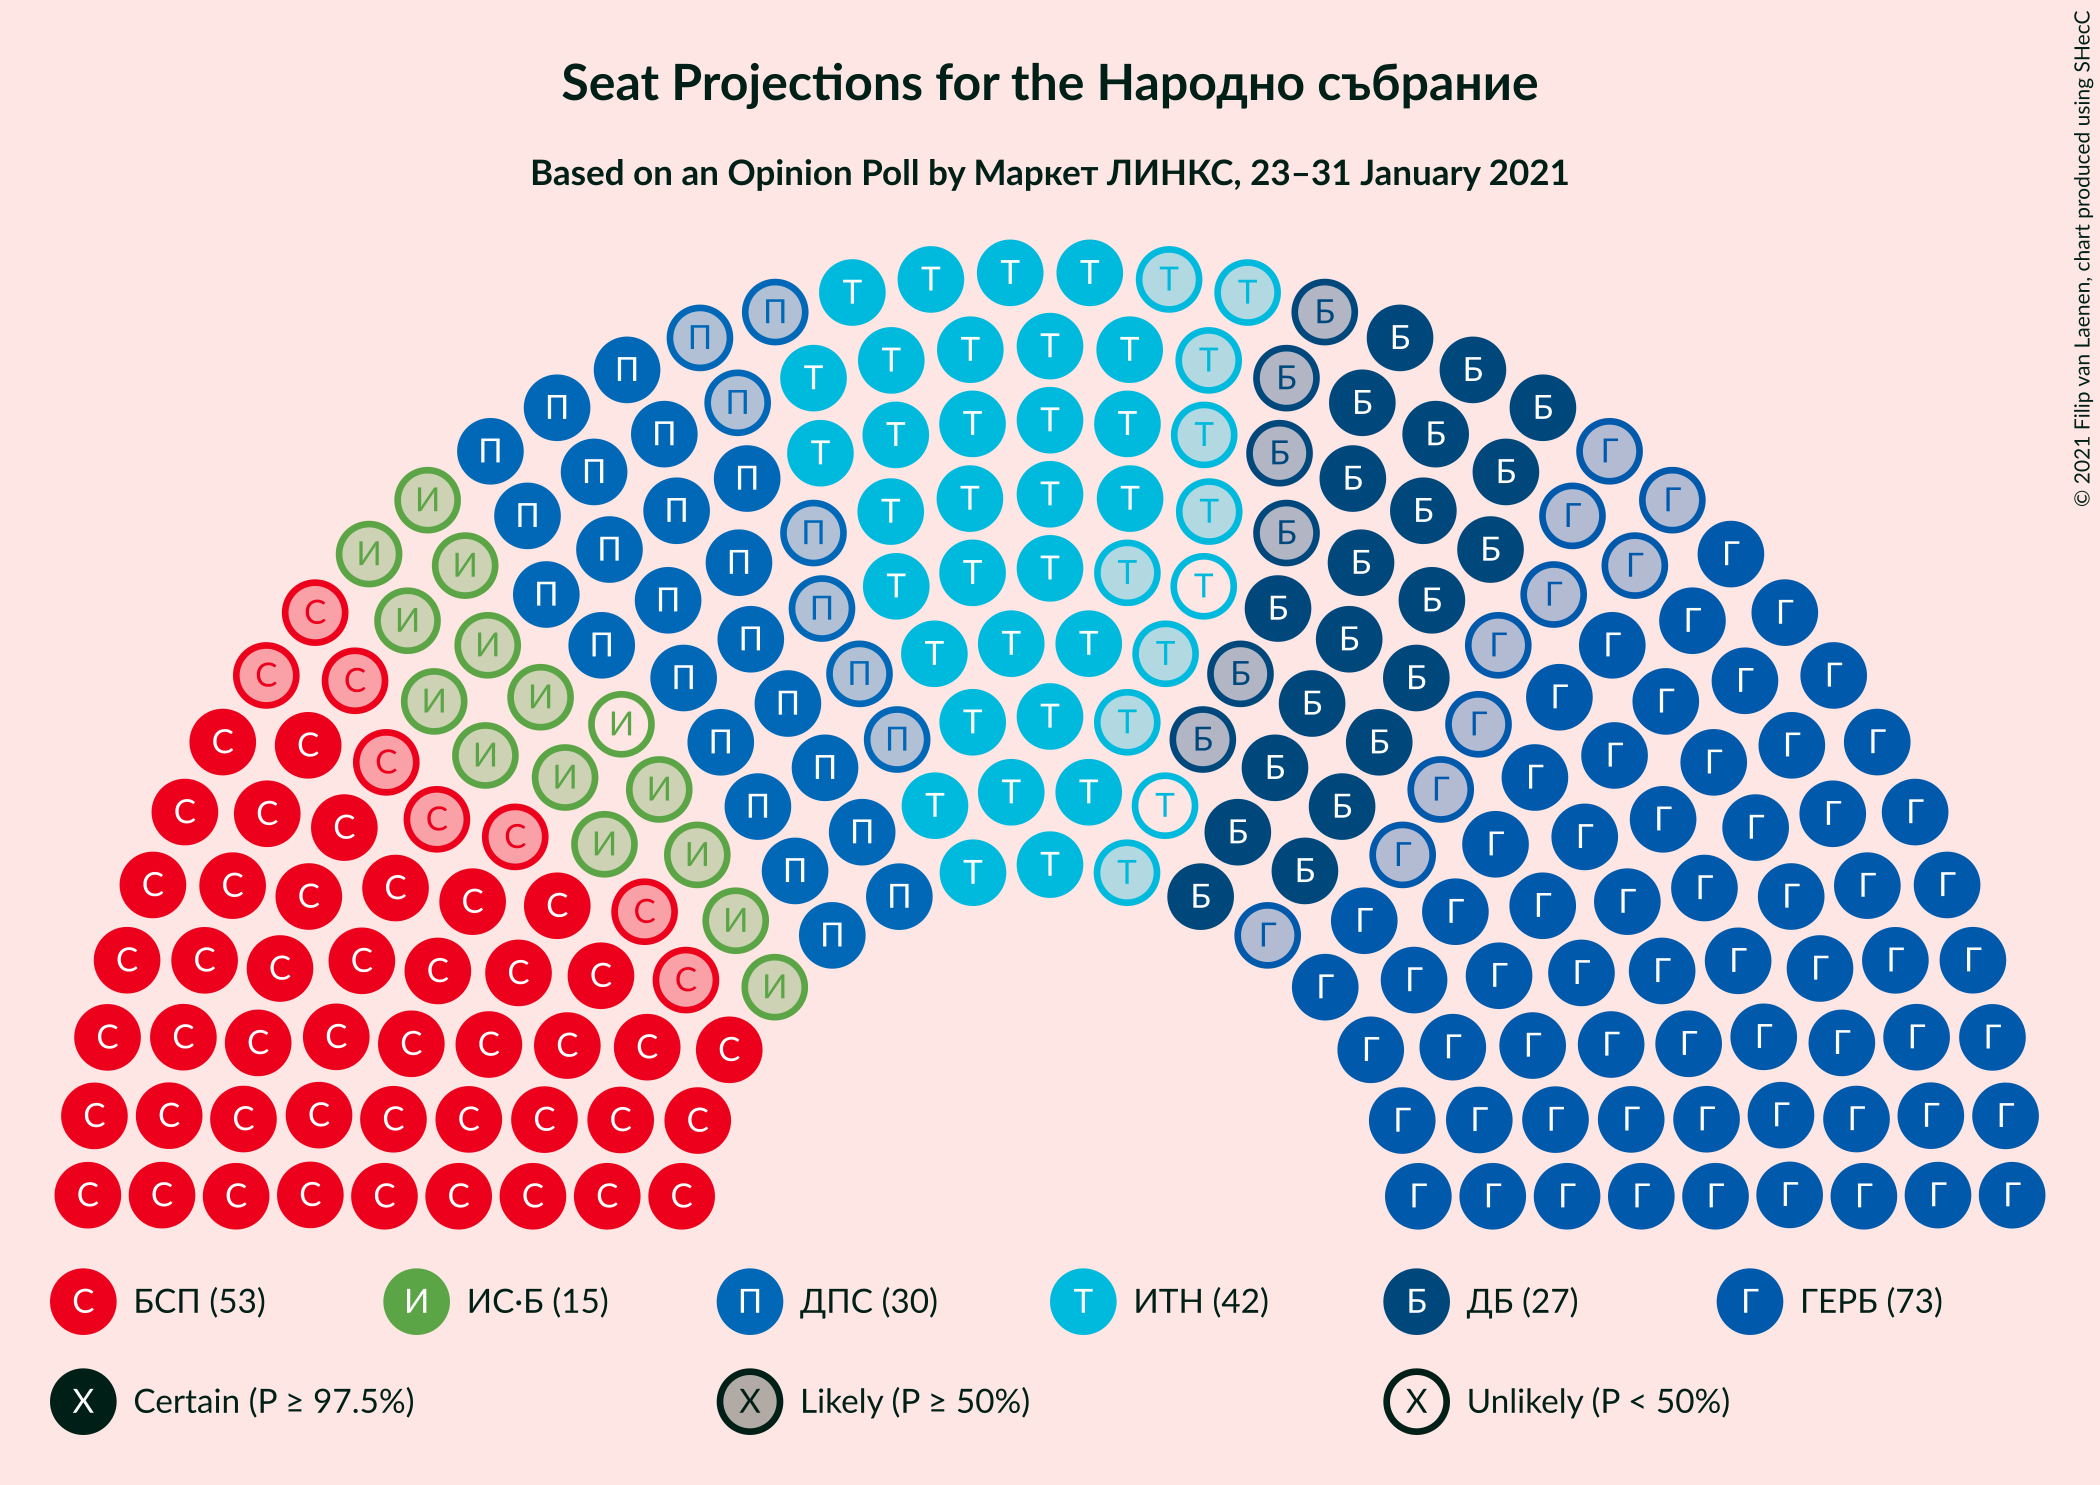 Seat Projections for the Народно събрание
Based on an Opinion Poll by Маркет ЛИНКС, 23–31 January 2021
© 2021 Filip van Laenen, chart produced using SHecC
С БСП (53) И ИС·Б (15) П ДПС (30) Т ИТН (42) Б ДБ (27) Г ГЕРБ (73)
X Certain (P ≥ 97.5%) X Likely (P ≥ 50%) X Unlikely (P < 50%)